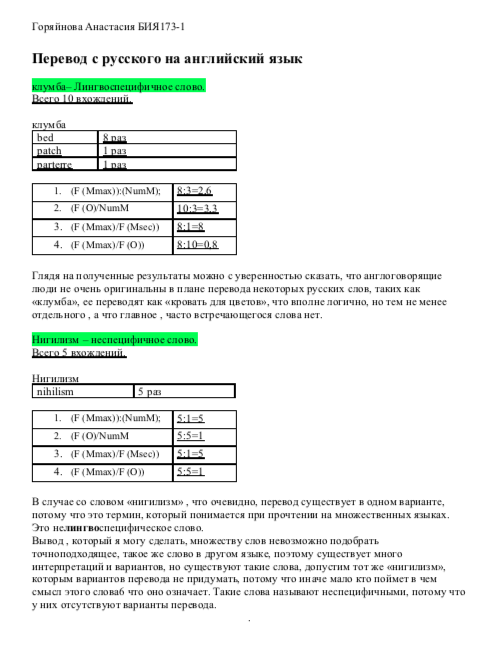 Горяйнова Анастасия БИЯ173-1
Перевод с русского на английский язык
клумба– Лингвоспецифичное слово.
Всего 10 вхождений.
клумба
bed 8 раз
patch 1 раз
parterre 1 раз
1. (F (Mmax)):(NumM); 8:3=2,6
2. (F (O)/NumM 10:3=3,3
3. (F (Mmax)/F (Msec)) 8:1=8
4. (F (Mmax)/F (O)) 8:10=0,8
Глядя на полученные результаты можно с уверенностью сказать, что англоговорящие
люди не очень оригинальны в плане перевода некоторых русских слов, таких как
«клумба», ее переводят как «кровать для цветов», что вполне логично, но тем не менее
отдельного , а что главное , часто встречающегося слова нет.
Нигилизм – неспецифичное слово.
Всего 5 вхождений.
Нигилизм
nihilism 5 раз
1. (F (Mmax)):(NumM); 5:1=5
2. (F (O)/NumM 5:5=1
3. (F (Mmax)/F (Msec)) 5:1=5
4. (F (Mmax)/F (O)) 5:5=1
В случае со словом «нигилизм» , что очевидно, перевод существует в одном варианте,
потому что это термин, который понимается при прочтении на множественных языках.
Это нелингвоспецифическое слово.
Вывод , который я могу сделать, множеству слов невозможно подобрать
точноподходящее, такое же слово в другом языке, поэтому существует много
интерпретаций и вариантов, но существуют такие слова, допустим тот же «нигилизм»,
которым вариантов перевода не придумать, потому что иначе мало кто поймет в чем
смысл этого слова6 что оно означает. Такие слова называют неспецифичными, потому что
у них отсутствуют варианты перевода.
.